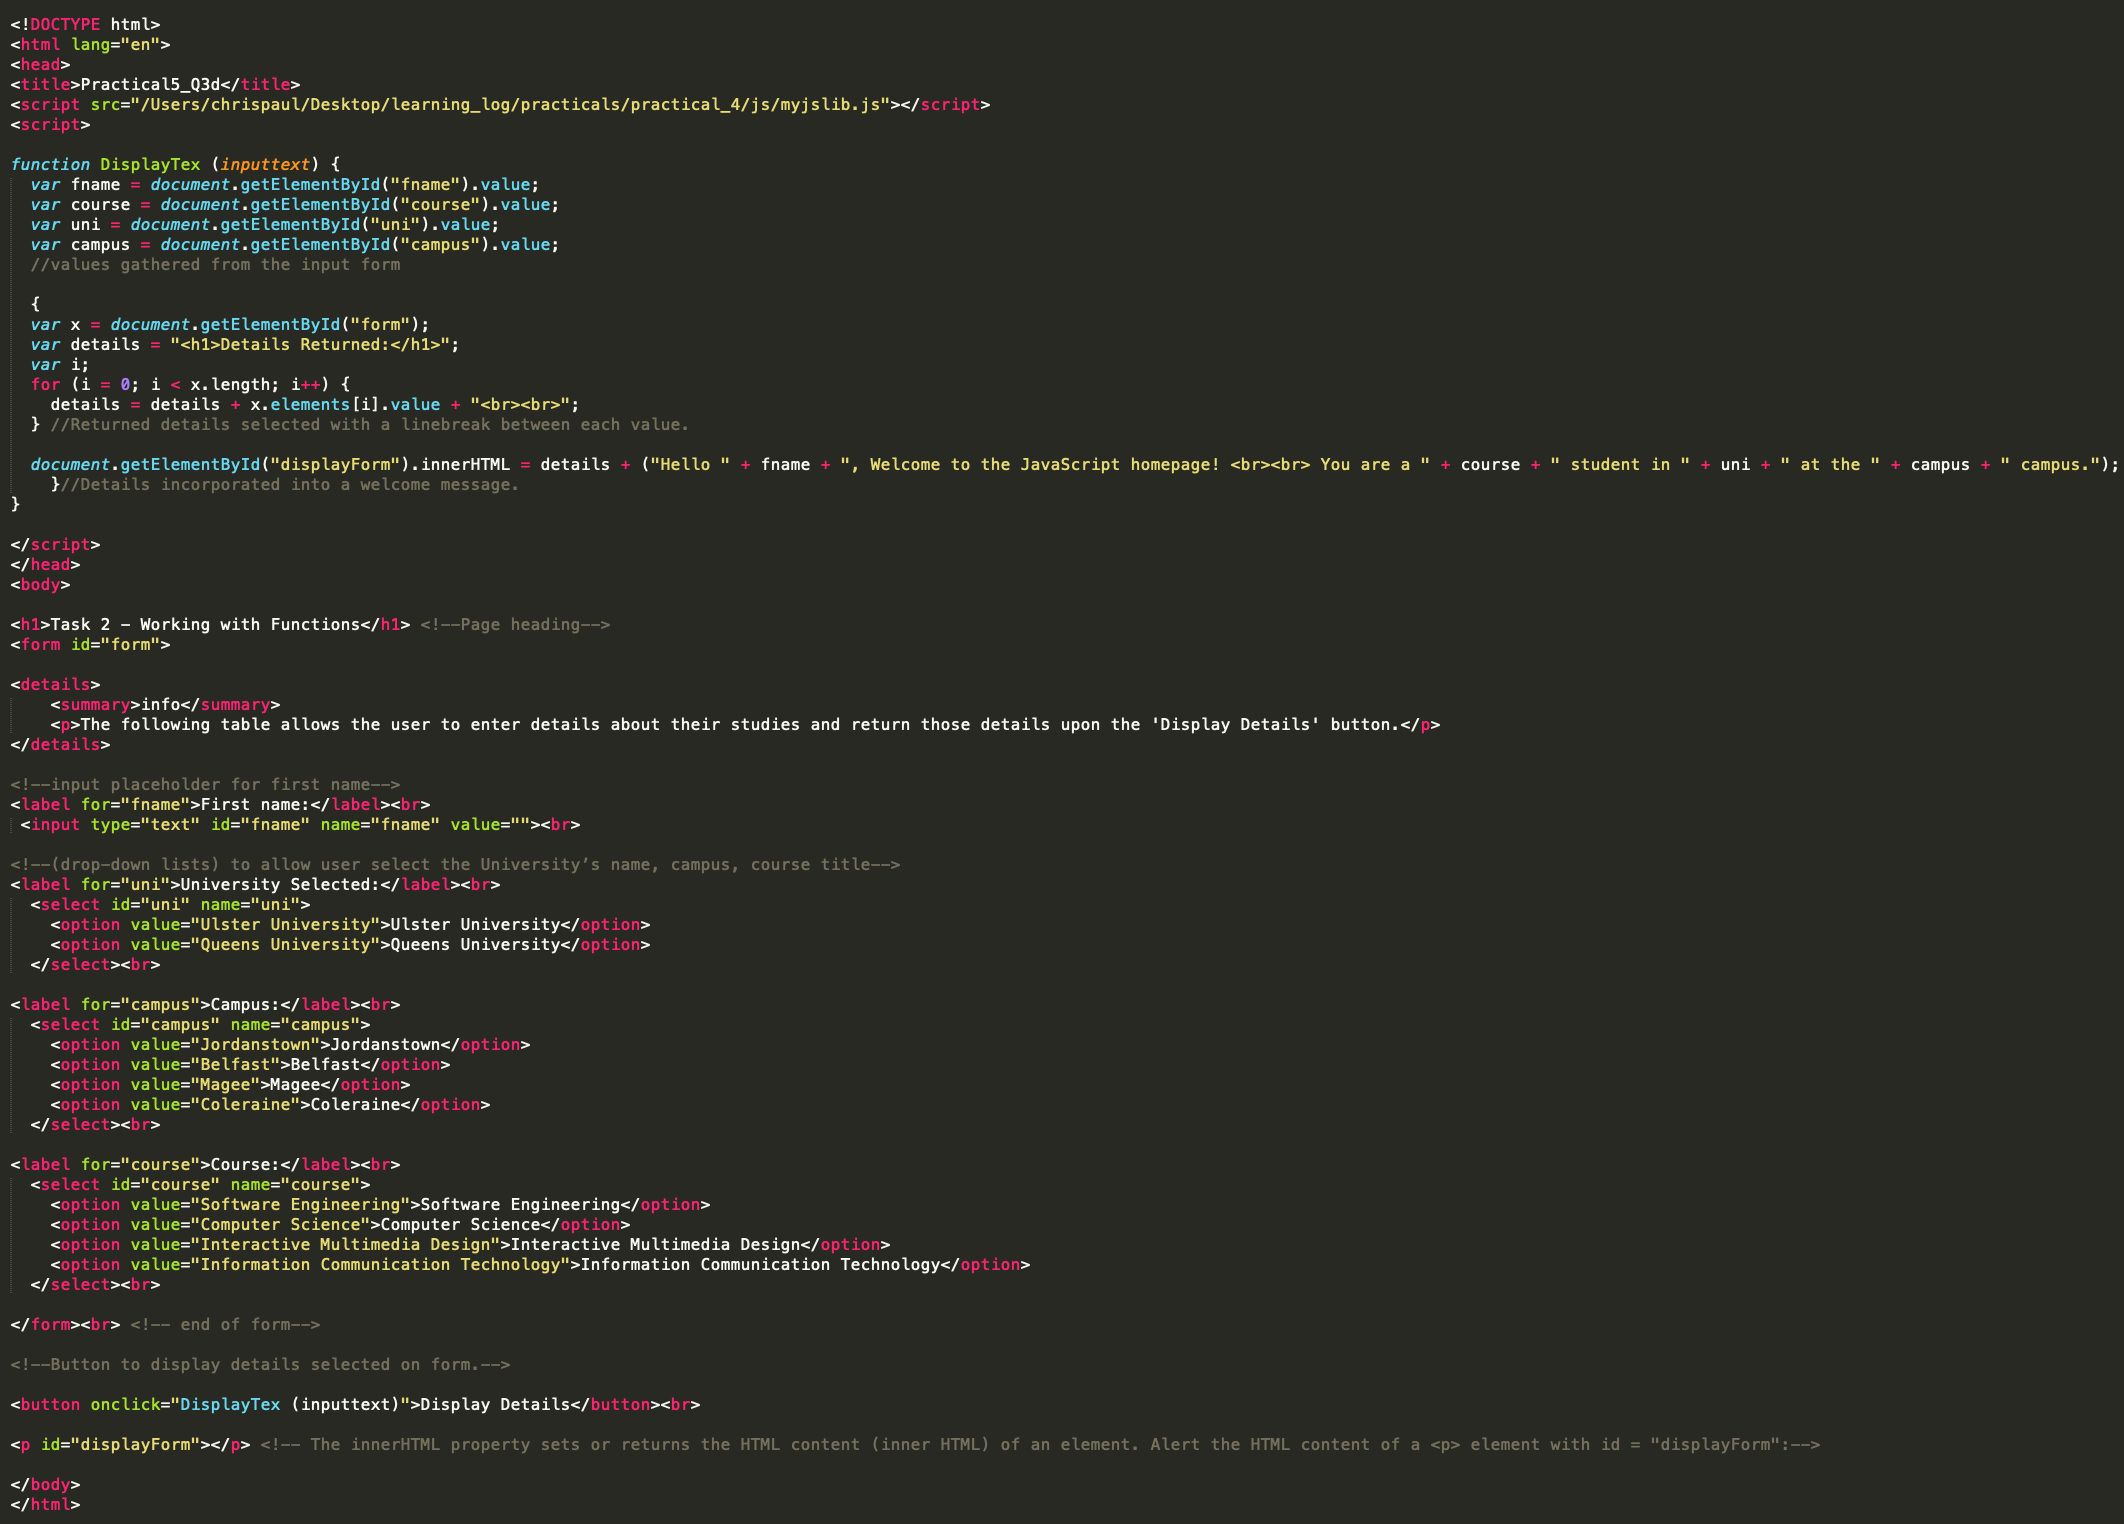 <!DOCTYPE html>
<html lang="en">
<head>
<title>Practical5_Q3d</title>
<script src="/Users/chrispaul/Desktop/learning_log/practicals/practical_4/js/myjslib.js"></script>
<script>

function DisplayTex (inputtext) {
  var fname = document.getElementById("fname").value;
  var course = document.getElementById("course").value;
  var uni = document.getElementById("uni").value;
  var campus = document.getElementById("campus").value;
  //values gathered from the input form

  {
  var x = document.getElementById("form");
  var details = "<h1>Details Returned:</h1>";
  var i;
  for (i = 0; i < x.length; i++) {
    details = details + x.elements[i].value + "<br><br>";
  } //Returned details selected with a linebreak between each value.

  document.getElementById("displayForm").innerHTML = details + ("Hello " + fname + ", Welcome to the JavaScript homepage! <br><br> You are a " + course + " student in " + uni + " at the " + campus + " campus.");
    }//Details incorporated into a welcome message.
}

</script>
</head>
<body>

<h1>Task 2 - Working with Functions</h1> <!--Page heading-->
<form id="form">

<details>
    <summary>info</summary>
    <p>The following table allows the user to enter details about their studies and return those details upon the 'Display Details' button.</p>
</details>

<!--input placeholder for first name-->
<label for="fname">First name:</label><br>
 <input type="text" id="fname" name="fname" value=""><br>

<!--(drop-down lists) to allow user select the University’s name, campus, course title-->
<label for="uni">University Selected:</label><br>
  <select id="uni" name="uni">
    <option value="Ulster University">Ulster University</option>
    <option value="Queens University">Queens University</option>
  </select><br>

<label for="campus">Campus:</label><br>
  <select id="campus" name="campus">
    <option value="Jordanstown">Jordanstown</option>
    <option value="Belfast">Belfast</option>
    <option value="Magee">Magee</option>
    <option value="Coleraine">Coleraine</option>
  </select><br>

<label for="course">Course:</label><br>
  <select id="course" name="course">
    <option value="Software Engineering">Software Engineering</option>
    <option value="Computer Science">Computer Science</option>
    <option value="Interactive Multimedia Design">Interactive Multimedia Design</option>
    <option value="Information Communication Technology">Information Communication Technology</option>
  </select><br>

</form><br> <!-- end of form-->

<!--Button to display details selected on form.-->

<button onclick="DisplayTex (inputtext)">Display Details</button><br>

<p id="displayForm"></p> <!-- The innerHTML property sets or returns the HTML content (inner HTML) of an element. Alert the HTML content of a <p> element with id = "displayForm":-->

</body>
</html>